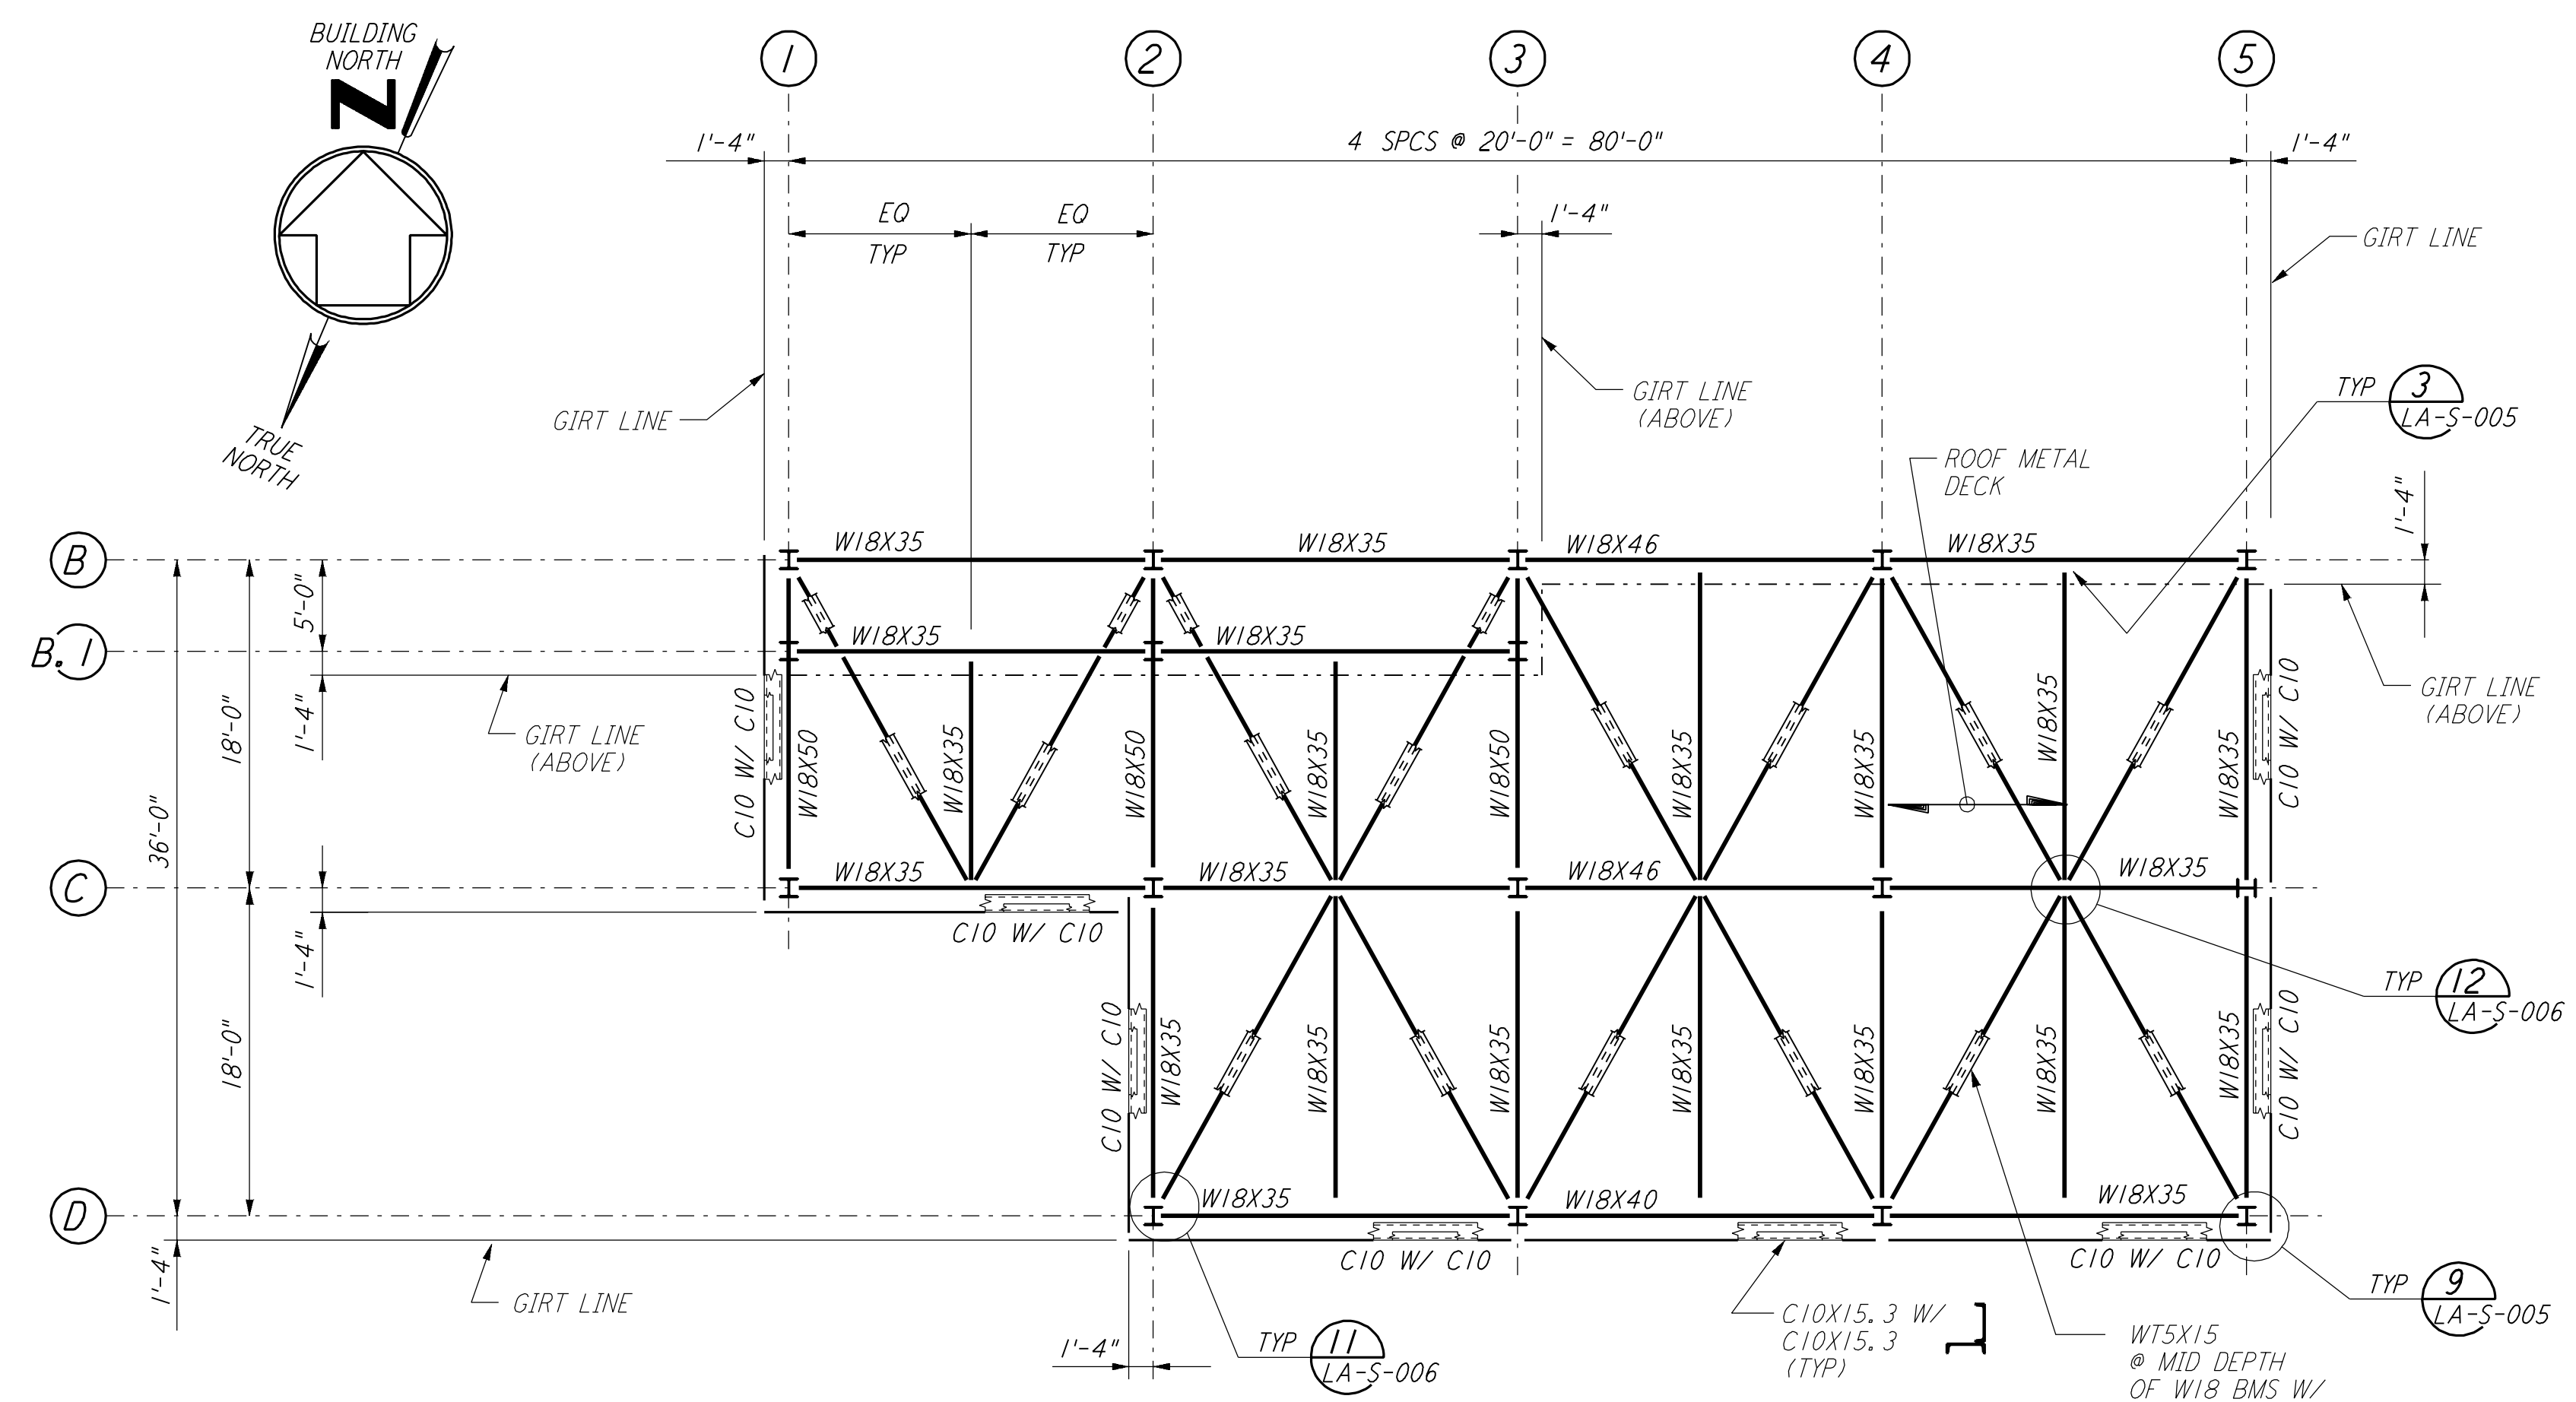 BUILDING
NORTH
N
TRUE
NORTH
1
2
3
4
5
1'-4"
4 SPCS @ 20'-0" = 80'-0"
1'-4"
EQ
TYP
EQ
TYP
1'-4"
GIRT LINE
GIRT LINE
GIRT LINE
(ABOVE)
TYP
3
LA-S-005
ROOF METAL
DECK
1'-4"
B
W18X35
W18X35
W18X46
W18X35
5'-0"
B.1
W18X35
W18X35
36'-0"
18'-0"
1'-4"
GIRT LINE
(ABOVE)
C10 W/ C10
W18X50
W18X35
W18X50
W18X35
W18X50
W18X35
W18X35
W18X35
W18X35
C10 W/ C10
GIRT LINE
(ABOVE)
C
W18X35
W18X35
W18X46
W18X35
1'-4"
C10 W/ C10
TYP
12
LA-S-006
18'-0"
C10 W/ C10
W18X35
W18X35
W18X35
W18X35
W18X35
W18X35
W18X35
C10 W/ C10
D
W18X35
W18X40
W18X35
1'-4"
GIRT LINE
C10 W/ C10
C10 W/ C10
TYP
9
LA-S-005
1'-4"
TYP
11
LA-S-006
C10X15.3 W/
C10X15.3
(TYP)
WT5X15
@ MID DEPTH
OF W18 BMS W/